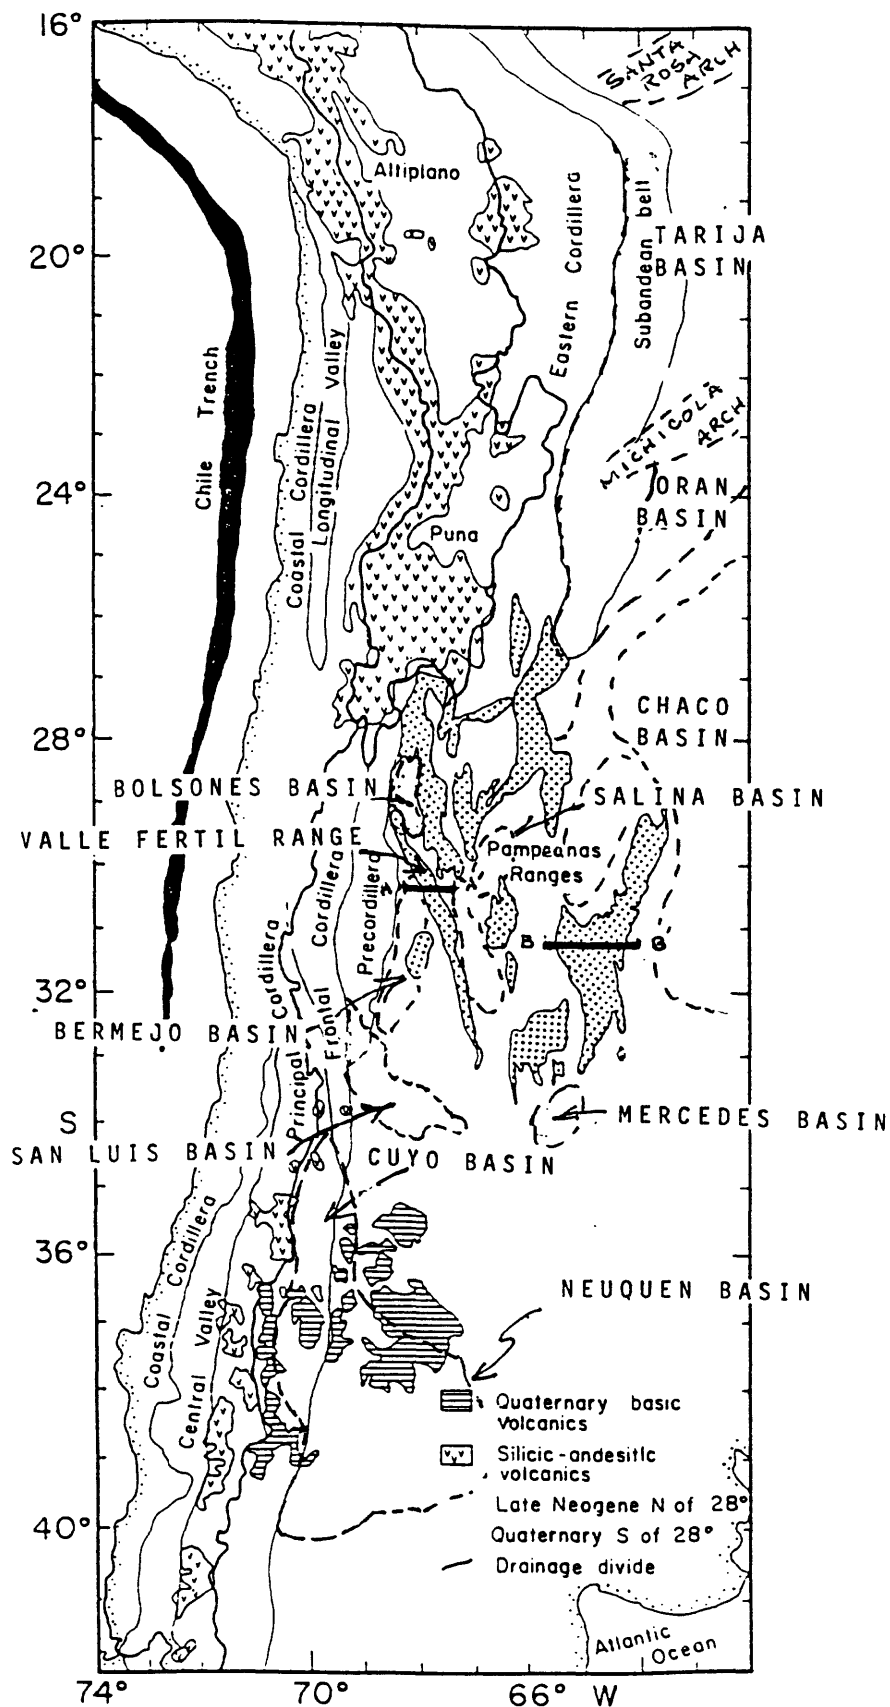 16°
SANTA
ROSA
ARCH
Altiplano
Eastern Cordillera
Subandean belt
TARIJA
BASIN
20°
Chile Trench
Coastal Cordillera
Longitudinal Valley
MICHICOLA
ARCH
24°
ORAN
BASIN
Puna
CHACO
BASIN
28°
BOLSONES BASIN
SALINA BASIN
VALLE FERTIL RANGE
Pampeanas
Ranges
A
B
B
Precordillera
Frontal Cordillera
Principal Cordillera
32°
BERMEJO BASIN
S
MERCEDES BASIN
SAN LUIS BASIN
CUYO BASIN
36°
Coastal Cordillera
Central Valley
NEUQUEN BASIN
Quaternary basic
volcanics
Silicic-andesitic
volcanics
Late Neogene N of 28°
Quaternary S of 28°
Drainage divide
40°
Atlantic
Ocean
74°
70°
66° W